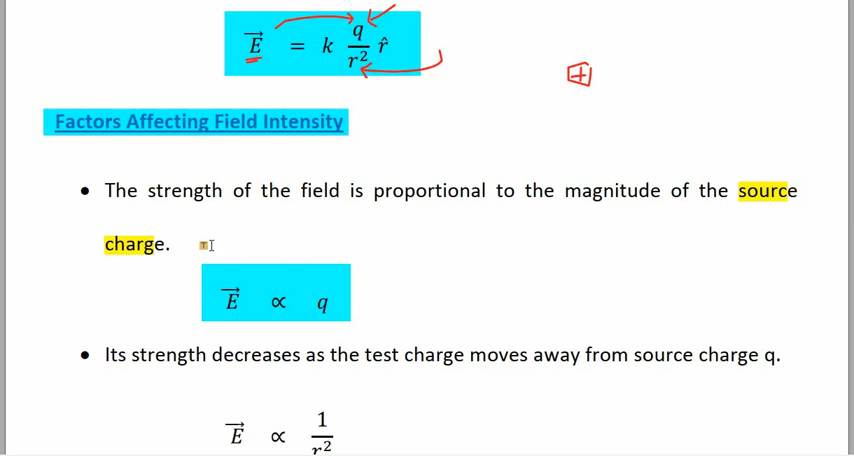 E⃗ = k q/r² r̂
+
Factors Affecting Field Intensity
• The strength of the field is proportional to the magnitude of the source
charge.
E⃗ ∝ q
• Its strength decreases as the test charge moves away from source charge q.
E⃗ ∝ 1/r²